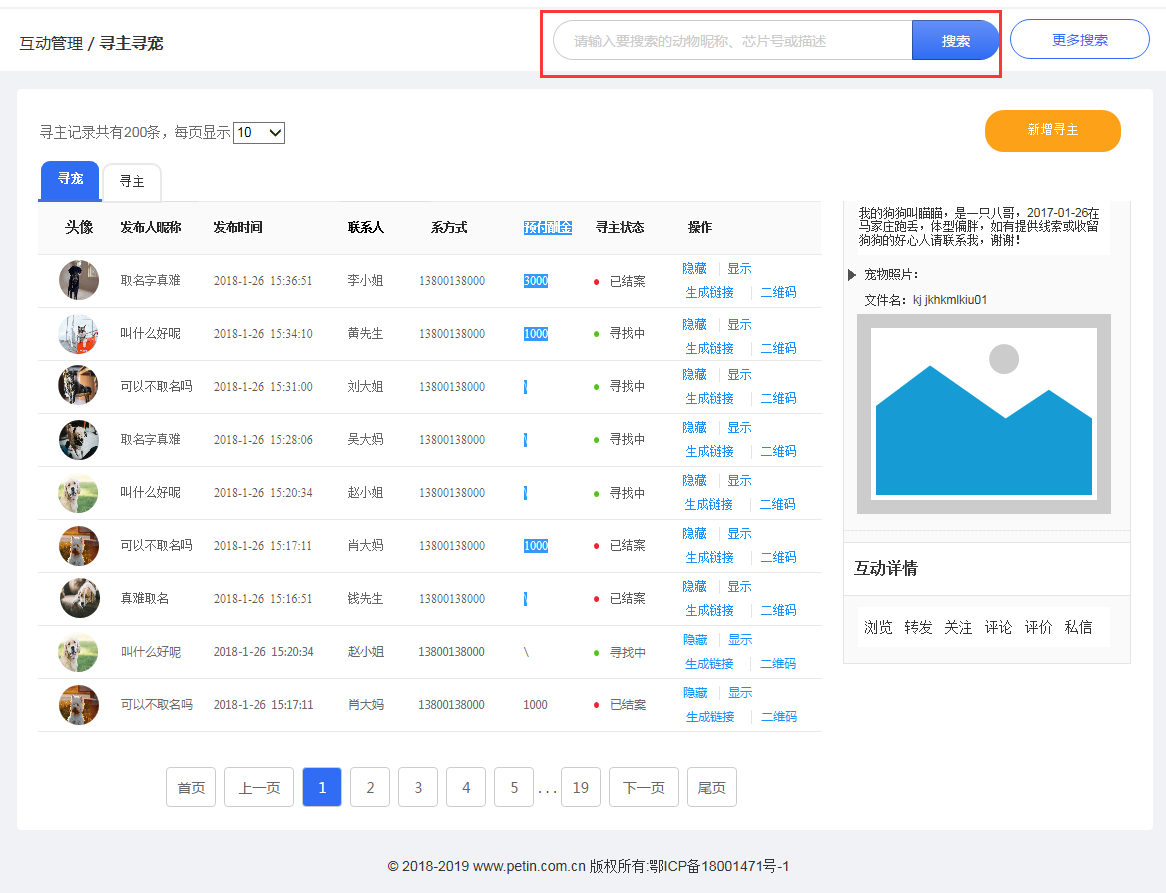 互动管理 / 寻主寻宠
请输入要搜索的动物昵称、芯片号或描述 搜索 更多搜索
寻主记录共有200条，每页显示 10
新增寻主
寻宠 寻主
头像 发布人昵称 发布时间 联系人 系方式 预付酬金 寻主状态 操作
取名字真难 2018-1-26 15:36:51 李小姐 13800138000 3000 已结案 隐藏 显示
生成链接 二维码
叫什么好呢 2018-1-26 15:34:10 黄先生 13800138000 1000 寻找中 隐藏 显示
生成链接 二维码
可以不取名吗 2018-1-26 15:31:00 刘大姐 13800138000 \ 寻找中 隐藏 显示
生成链接 二维码
取名字真难 2018-1-26 15:28:06 吴大妈 13800138000 \ 寻找中 隐藏 显示
生成链接 二维码
叫什么好呢 2018-1-26 15:20:34 赵小姐 13800138000 \ 寻找中 隐藏 显示
生成链接 二维码
可以不取名吗 2018-1-26 15:17:11 肖大妈 13800138000 1000 已结案 隐藏 显示
生成链接 二维码
真难取名 2018-1-26 15:16:51 钱先生 13800138000 \ 已结案 隐藏 显示
生成链接 二维码
叫什么好呢 2018-1-26 15:20:34 赵小姐 13800138000 \ 寻找中 隐藏 显示
生成链接 二维码
可以不取名吗 2018-1-26 15:17:11 肖大妈 13800138000 1000 已结案 隐藏 显示
生成链接 二维码
我的狗狗叫瞄瞄，是一只八哥，2017-01-26在
马家庄跑丢，体型偏胖，如有提供线索或收留
狗狗的好心人请联系我，谢谢！
宠物照片：
文件名：kj jkhkmlkiu01
互动详情
浏览 转发 关注 评论 评价 私信
首页 上一页 1 2 3 4 5 ... 19 下一页 尾页
© 2018-2019 www.petin.com.cn 版权所有:鄂ICP备18001471号-1